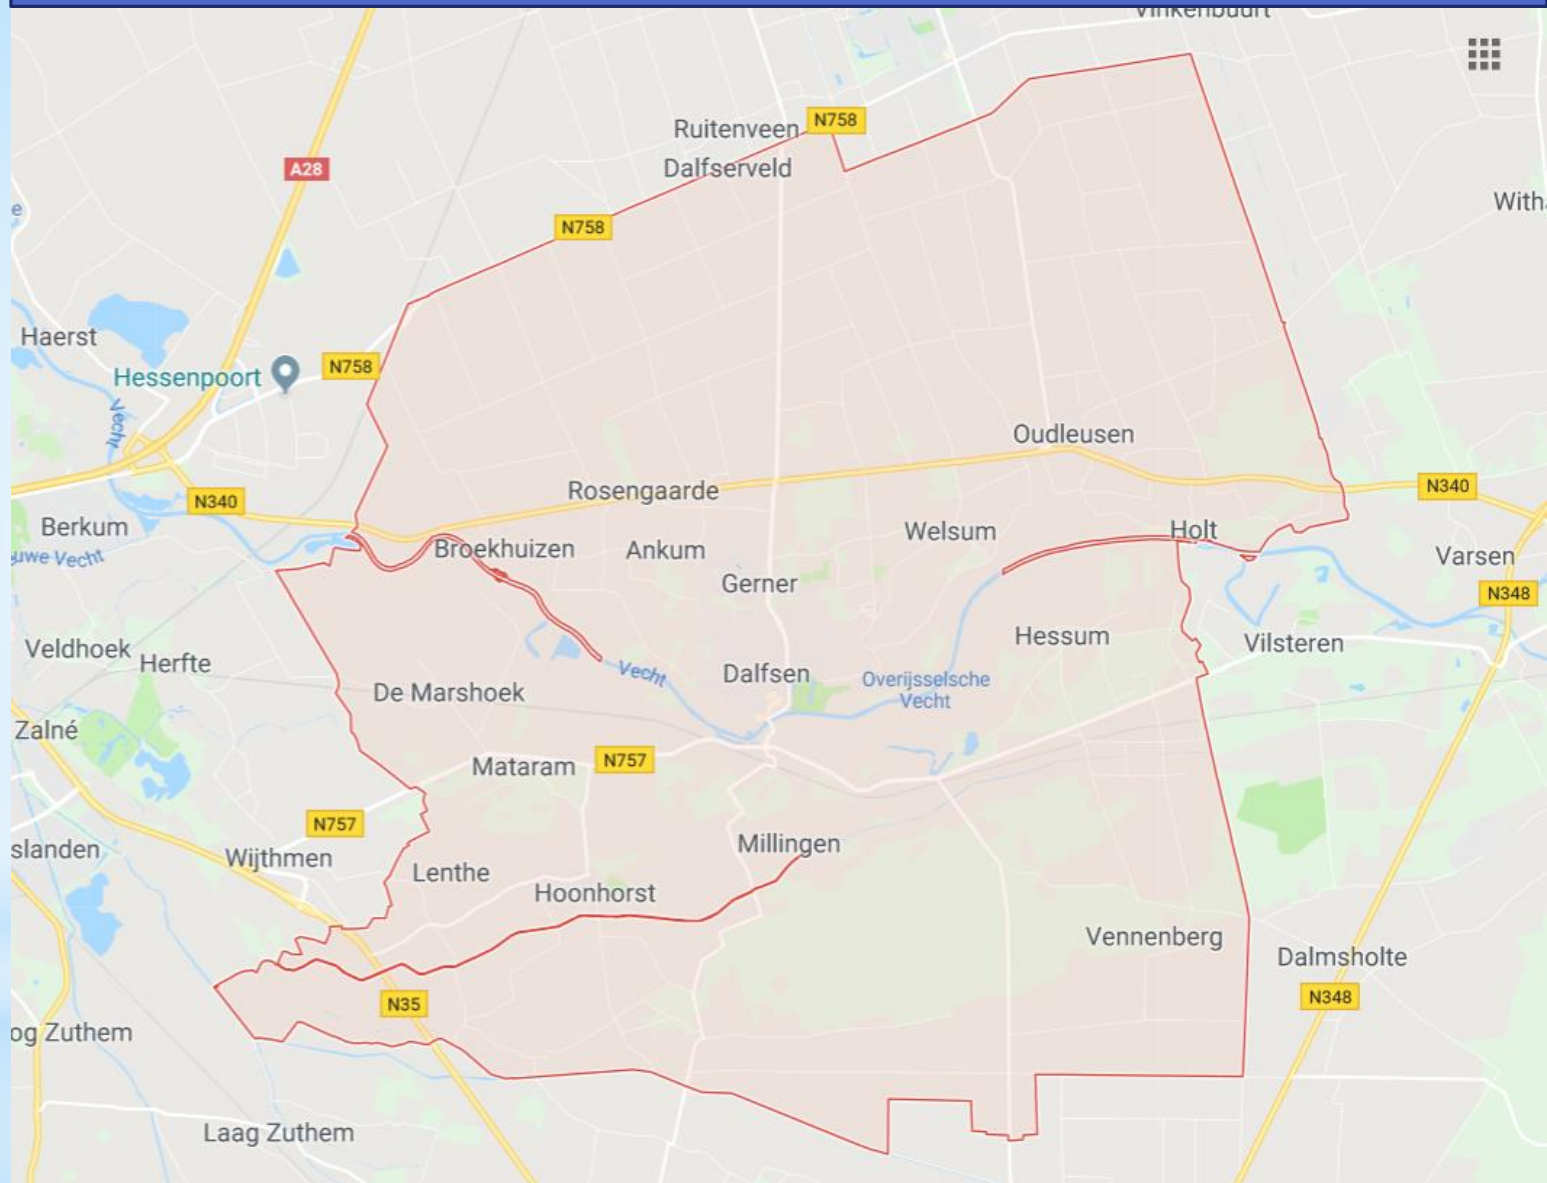 Vinkenbuurt
Ruitenveen
N758
Dalfserveld
A28
N758
Haerst
N758
Hessenpoort
Vecht
Oudleusen
N340
Rosengaarde
N340
Berkum
Broekhuizen
Ankum
Welsum
Holt
Varsen
uwe Vecht
Gerner
N348
Veldhoek
Herfte
Hessum
Vilsteren
Vecht
Dalfsen
Overijsselsche
Vecht
De Marshoek
Zalné
Mataram
N757
N757
Millingen
slanden
Wijthmen
Lenthe
Hoonhorst
Vennenberg
Dalmsholte
N35
N348
og Zuthem
Laag Zuthem